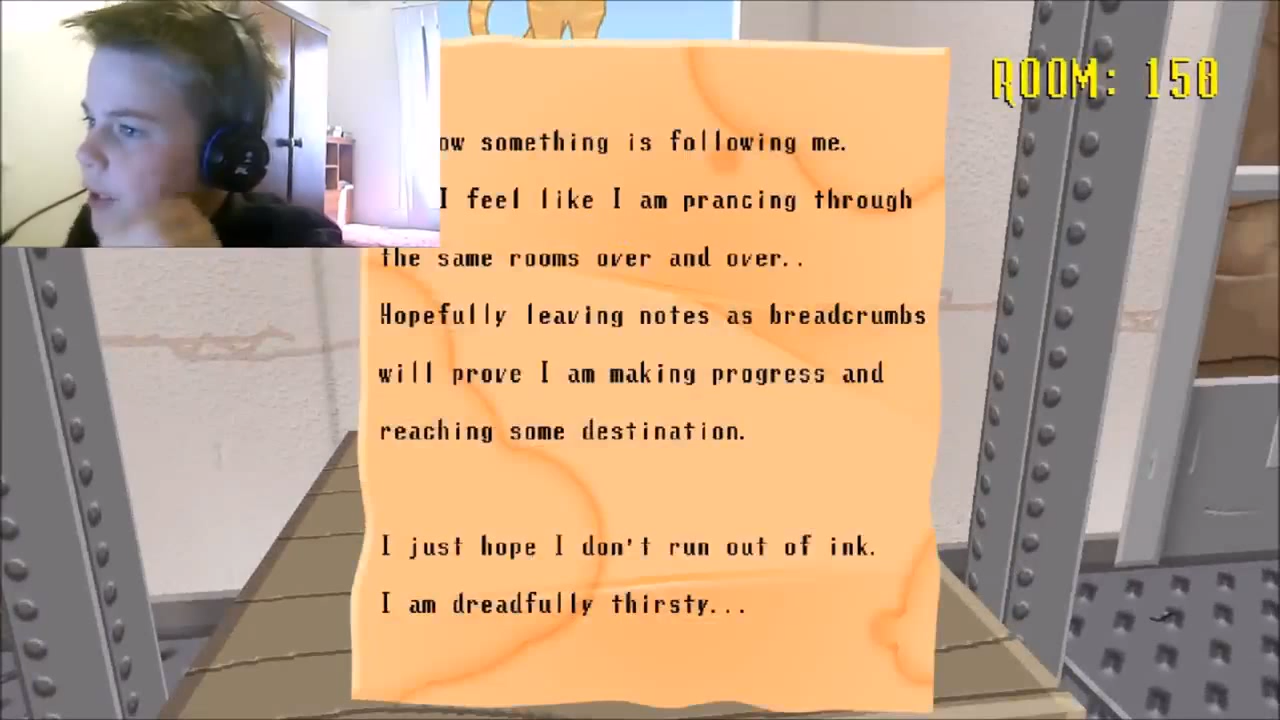 ROOM: 150
something is following me.
I feel like I am prancing through
the same rooms over and over..
Hopefully leaving notes as breadcrumbs
will prove I am making progress and
reaching some destination.
I just hope I don't run out of ink.
I am dreadfully thirsty...